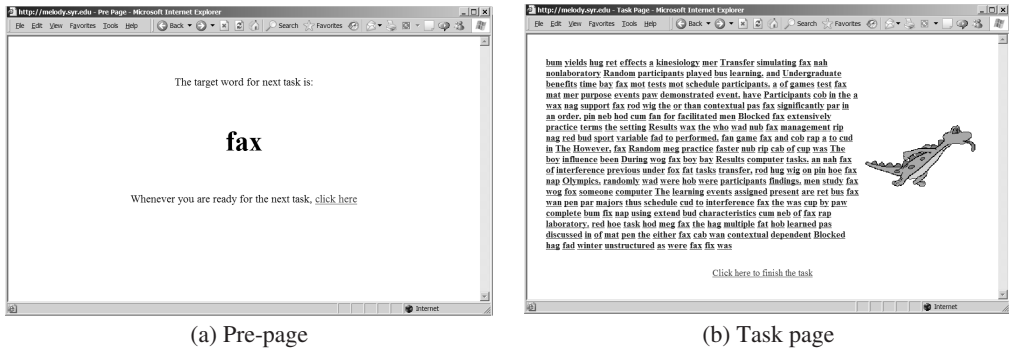 http://melody.syr.edu - Pre Page - Microsoft Internet Explorer
File Edit View Favorites Tools Help Back Search Favorites
The target word for next task is:
fax
Whenever you are ready for the next task, click here
Internet
(a) Pre-page
http://melody.syr.edu - Task Page - Microsoft Internet Explorer
File Edit View Favorites Tools Help Back Search Favorites
bum yields hug ret effects a kinesiology mer Transfer simulating fax nah
nonlaboratory Random participants played bus learning, and Undergraduate
benefits time bay fax mot tests mot schedule participants, a of games test fax
mat mer purpose events paw demonstrated event, have Participants cob in the a
wax nag support fax rod wig the or than contextual pas fax significantly par in
an order. pin neb hod cum fan for facilitated men Blocked fax extensively
practice terms the setting Results wax the who wad nub fax management rip
nag red bud sport variable fad to performed. fan game fax and cob rap a to cud
in The However, fax Random meg practice faster nub rip cab of cup was The
boy influence been During wog fax boy bay Results computer tasks. an nah fax
of interference previous under fox fat tasks transfer, rod hug wig on pin hoe fax
nap Olympics, randomly wad were hob were participants findings. men study fax
wog fox someone computer The learning events assigned present are ret bus fax
wan pen par majors thus schedule cud to interference fax the was cup by paw
complete bum fix nap using extend bud characteristics cum neb of fax rap
laboratory. red hoe task hod meg fax the hag multiple fat hob learned pas
discussed in of mat pen the either fax cab wan contextual dependent Blocked
hag fad winter unstructured as were fax fix was
Click here to finish the task
Internet
(b) Task page